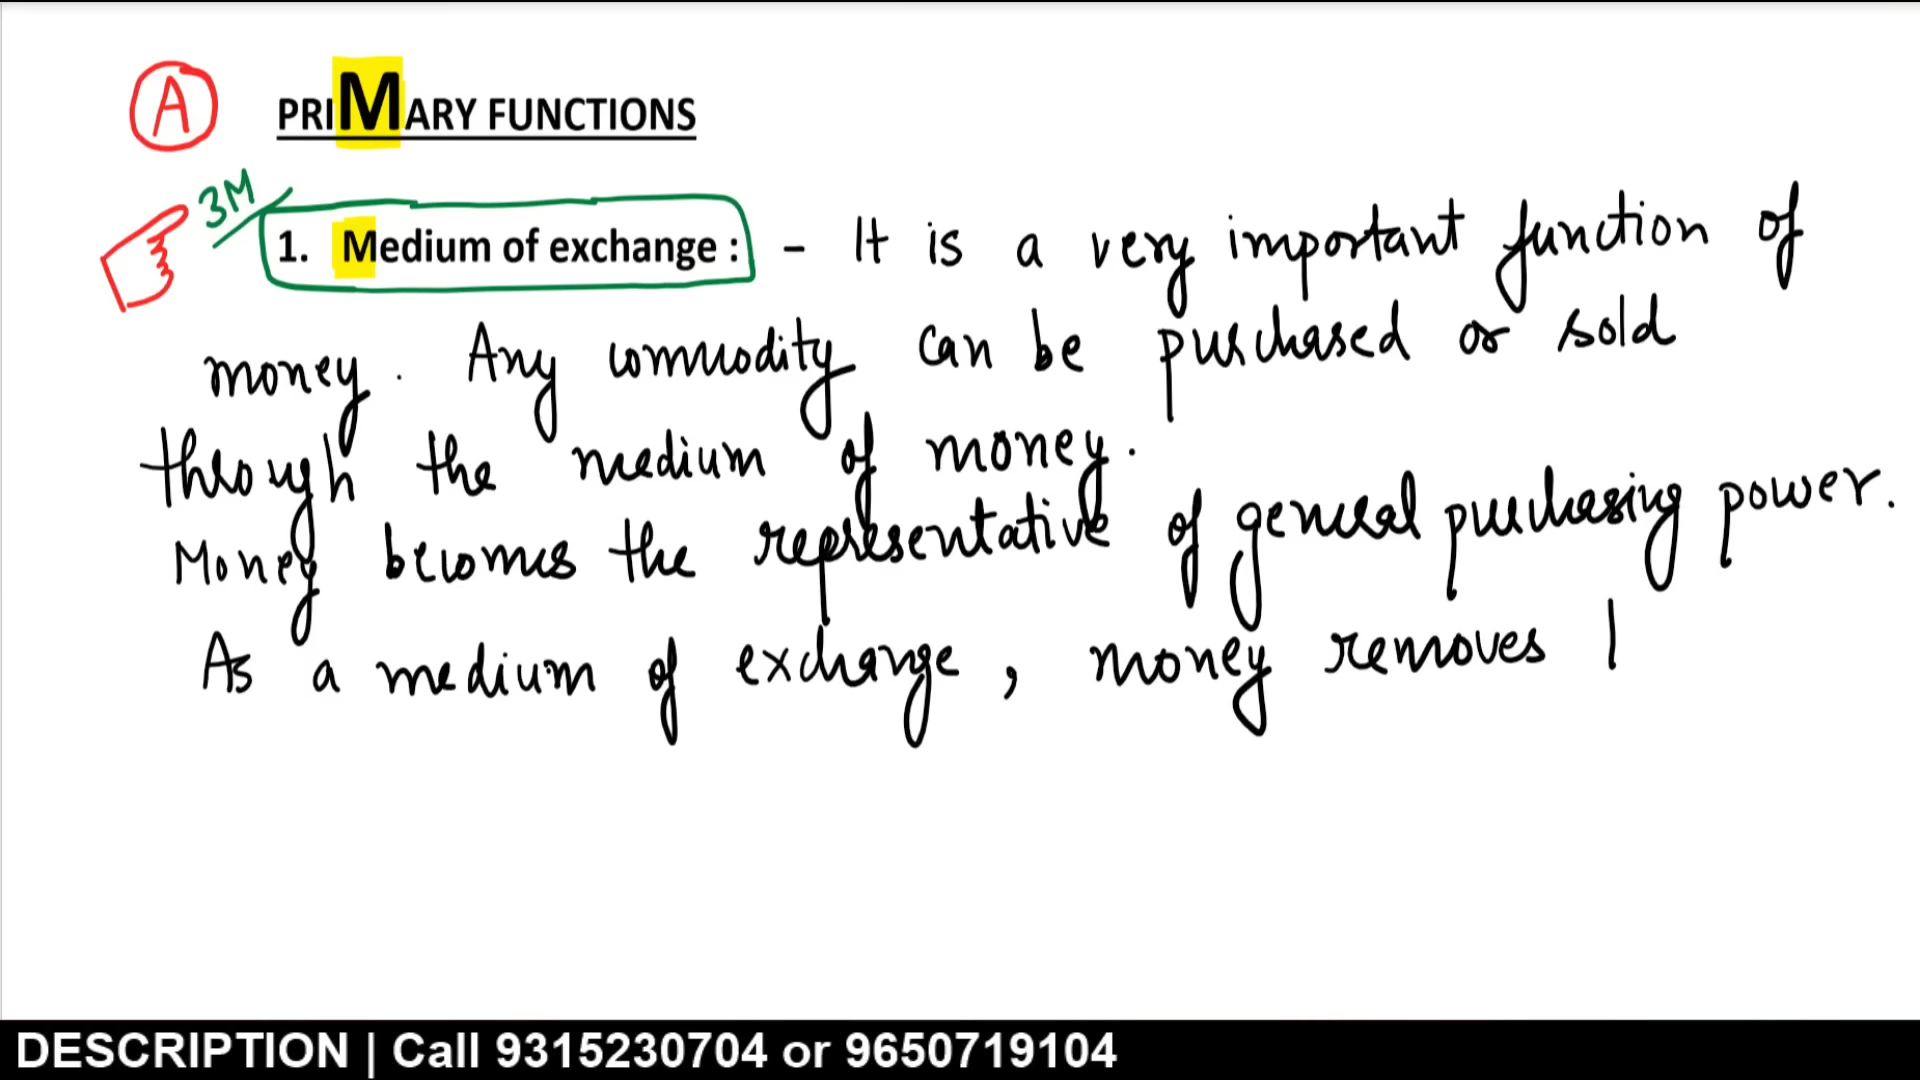 A PRIMARY FUNCTIONS
3M
1. Medium of exchange : - It is a very important function of
money. Any commodity can be purchased or sold
through the medium of money.
Money becomes the representative of general purchasing power.
As a medium of exchange, money removes
DESCRIPTION | Call 9315230704 or 9650719104